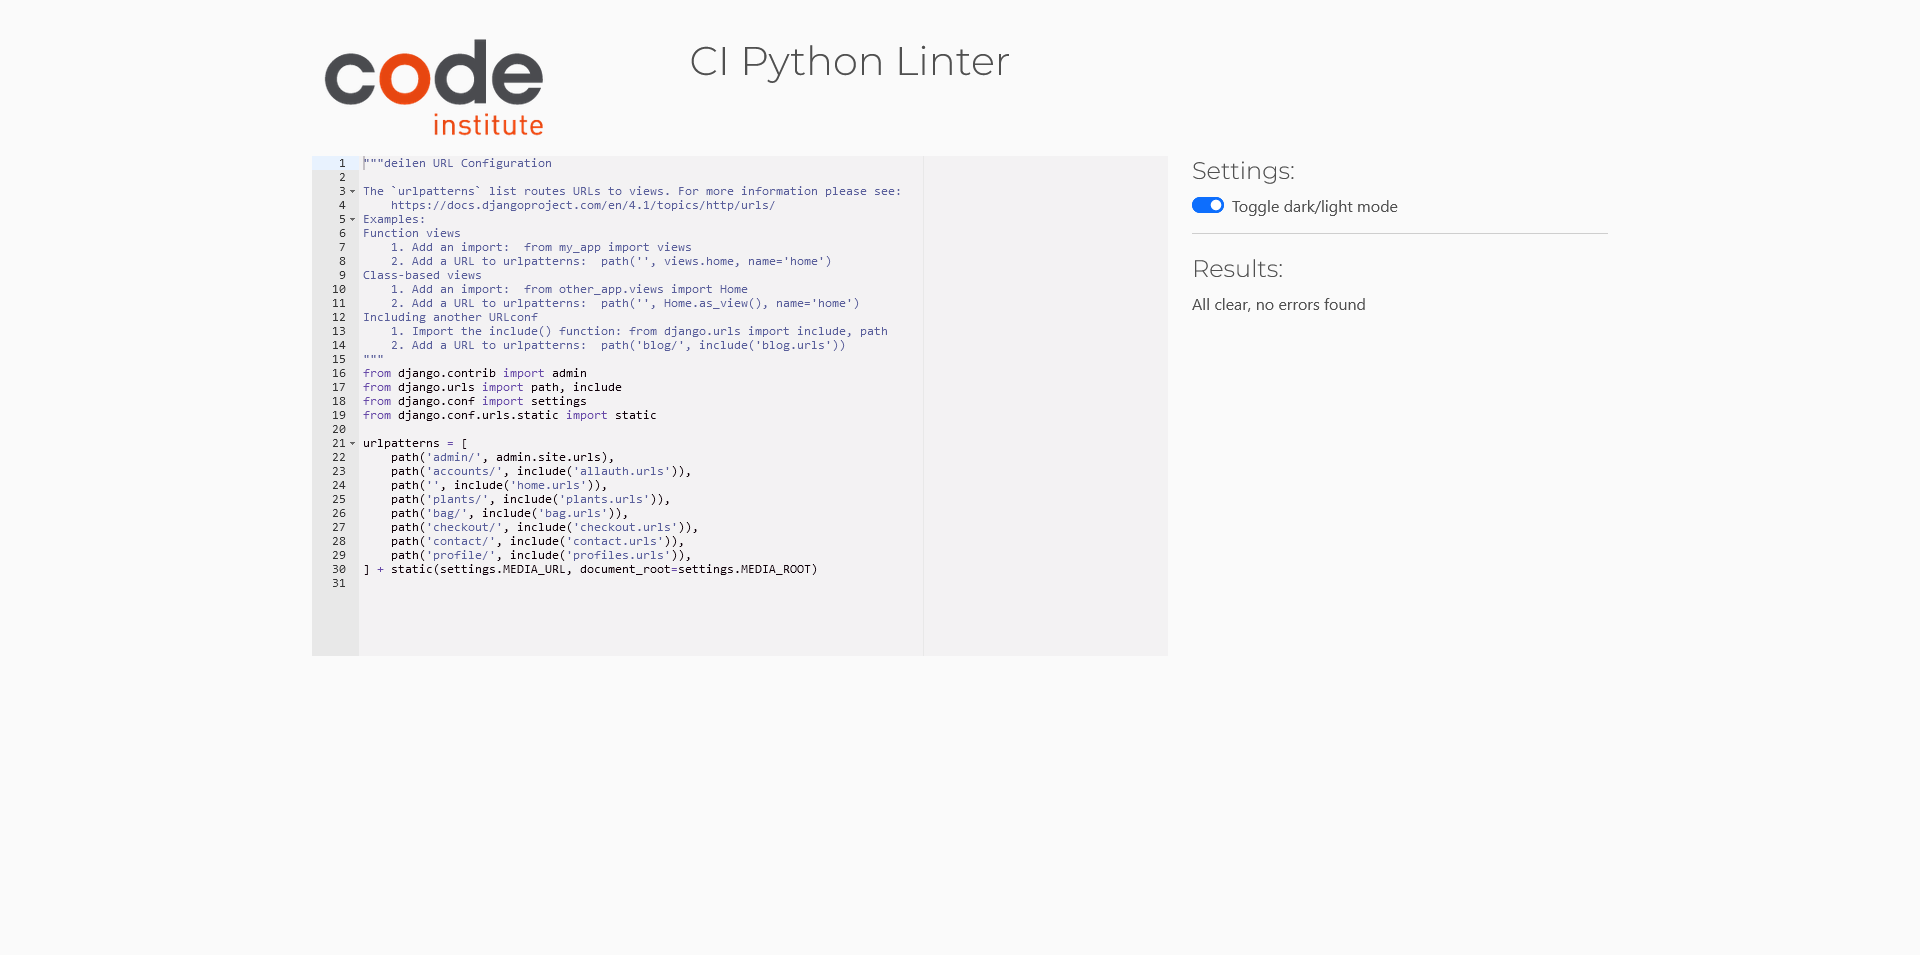 code
institute
CI Python Linter
1 """deilen URL Configuration
2
3 The `urlpatterns` list routes URLs to views. For more information please see:
4     https://docs.djangoproject.com/en/4.1/topics/http/urls/
5 Examples:
6 Function views
7     1. Add an import:  from my_app import views
8     2. Add a URL to urlpatterns:  path('', views.home, name='home')
9 Class-based views
10     1. Add an import:  from other_app.views import Home
11     2. Add a URL to urlpatterns:  path('', Home.as_view(), name='home')
12 Including another URLconf
13     1. Import the include() function: from django.urls import include, path
14     2. Add a URL to urlpatterns:  path('blog/', include('blog.urls'))
15 """
16 from django.contrib import admin
17 from django.urls import path, include
18 from django.conf import settings
19 from django.conf.urls.static import static
20
21 urlpatterns = [
22     path('admin/', admin.site.urls),
23     path('accounts/', include('allauth.urls')),
24     path('', include('home.urls')),
25     path('plants/', include('plants.urls')),
26     path('bag/', include('bag.urls')),
27     path('checkout/', include('checkout.urls')),
28     path('contact/', include('contact.urls')),
29     path('profile/', include('profiles.urls')),
30 ] + static(settings.MEDIA_URL, document_root=settings.MEDIA_ROOT)
31
Settings:
Toggle dark/light mode
Results:
All clear, no errors found